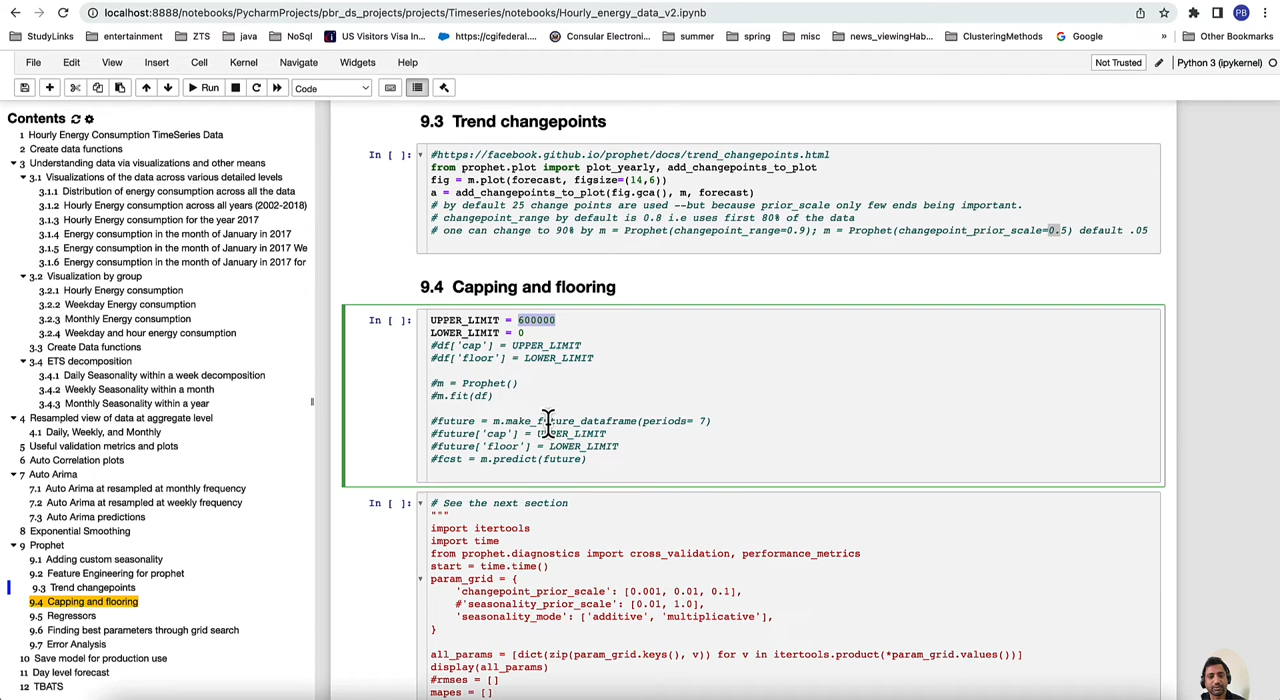 localhost:8888/notebooks/PycharmProjects/pbr_ds_projects/projects/Timeseries/notebooks/Hourly_energy_data_v2.ipynb
PB
StudyLinks entertainment ZTS java NoSql US Visitors Visa In... https://cgifederal.... Consular Electronic... summer spring misc news_viewingHab... ClusteringMethods Google » Other Bookmarks
File Edit View Insert Cell Kernel Navigate Widgets Help Not Trusted Python 3 (ipykernel)
Run Code
Contents
1 Hourly Energy Consumption TimeSeries Data
2 Create data functions
3 Understanding data via visualizations and other means
3.1 Visualizations of the data across various detailed levels
3.1.1 Distribution of energy consumption across all the data
3.1.2 Hourly energy consumption across all years (2002-2018)
3.1.3 Hourly consumption for the year 2017
3.1.4 Energy consumption in the month of January in 2017
3.1.5 Energy consumption in the month of January in 2017 We
3.1.6 Energy consumption in the month of January in 2017 for
3.2 Visualization by group
3.2.1 Hourly Energy consumption
3.2.2 Weekday Energy consumption
3.2.3 Monthly Energy consumption
3.2.4 Weekday and hour energy consumption
3.3 Create Data functions
3.4 ETS decomposition
3.4.1 Daily Seasonality within a week decomposition
3.4.2 Weekly Seasonality within a month
3.4.3 Monthly Seasonality within a year
4 Resampled view of data at aggregate level
4.1 Daily, Weekly, and Monthly
5 Useful validation metrics and plots
6 Auto Correlation plots
7 Auto Arima
7.1 Auto Arima at resampled at monthly frequency
7.2 Auto Arima at resampled at weekly frequency
7.3 Auto Arima predictions
8 Exponential Smoothing
9 Prophet
9.1 Adding custom seasonality
9.2 Feature Engineering for prophet
9.3 Trend changepoints
9.4 Capping and flooring
9.5 Regressors
9.6 Finding best parameters through grid search
9.7 Error Analysis
10 Save model for production use
11 Day level forecast
12 TBATS
9.3 Trend changepoints
In [ ]: #https://facebook.github.io/prophet/docs/trend_changepoints.html
from prophet.plot import plot_yearly, add_changepoints_to_plot
fig = m.plot(forecast, figsize=(14,6))
a = add_changepoints_to_plot(fig.gca(), m, forecast)
# by default 25 change points are used --but because prior_scale only few ends being important.
# changepoint_range by default is 0.8 i.e uses first 80% of the data
# one can change to 90% by m = Prophet(changepoint_range=0.9); m = Prophet(changepoint_prior_scale=0.5) default .05
9.4 Capping and flooring
In [ ]: UPPER_LIMIT = 600000
LOWER_LIMIT = 0
#df['cap'] = UPPER_LIMIT
#df['floor'] = LOWER_LIMIT
#m = Prophet()
#m.fit(df)
#future = m.make_future_dataframe(periods= 7)
#future['cap'] = UPPER_LIMIT
#future['floor'] = LOWER_LIMIT
#fcst = m.predict(future)
In [ ]: # See the next section
"""
import itertools
import time
from prophet.diagnostics import cross_validation, performance_metrics
start = time.time()
param_grid = {
'changepoint_prior_scale': [0.001, 0.01, 0.1],
#'seasonality_prior_scale': [0.01, 1.0],
'seasonality_mode': ['additive', 'multiplicative'],
}
all_params = [dict(zip(param_grid.keys(), v)) for v in itertools.product(*param_grid.values())]
display(all_params)
#rmses = []
mapes = []